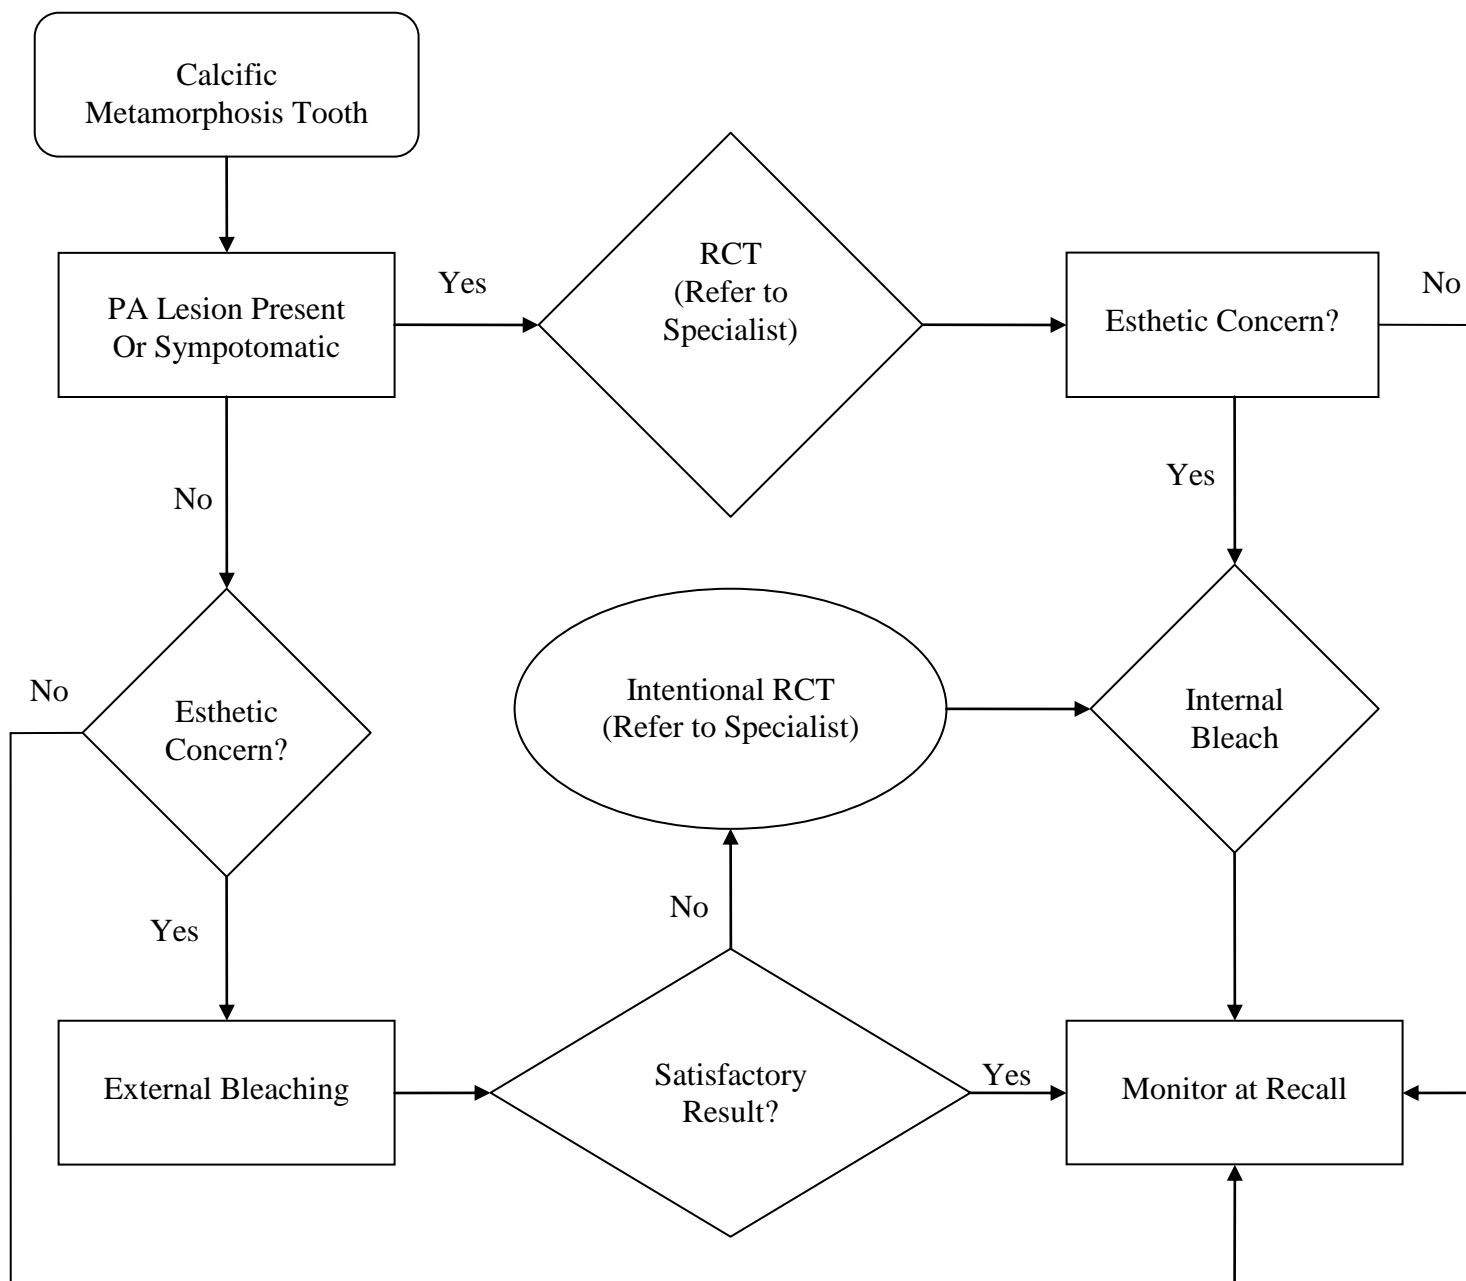 Calcific
Metamorphosis Tooth
PA Lesion Present
Or Sympotomatic
Yes
RCT
(Refer to
Specialist)
Esthetic Concern?
No
No
Yes
No
Esthetic
Concern?
Intentional RCT
(Refer to Specialist)
Internal
Bleach
Yes
No
External Bleaching
Satisfactory
Result?
Yes
Monitor at Recall